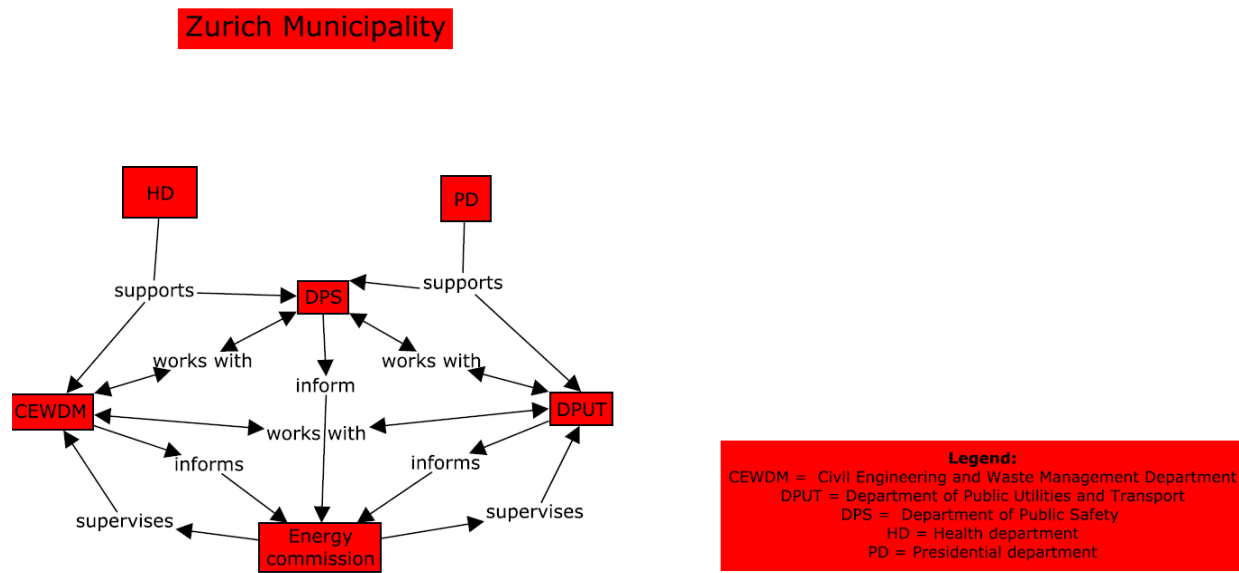 Zurich Municipality
HD
PD
supports
supports
DPS
works with
works with
inform
CEWDM
DPUT
works with
informs
informs
supervises
supervises
Energy
commission
Legend:
CEWDM =  Civil Engineering and Waste Management Department
DPUT = Department of Public Utilities and Transport
DPS =  Department of Public Safety
HD = Health department
PD = Presidential department